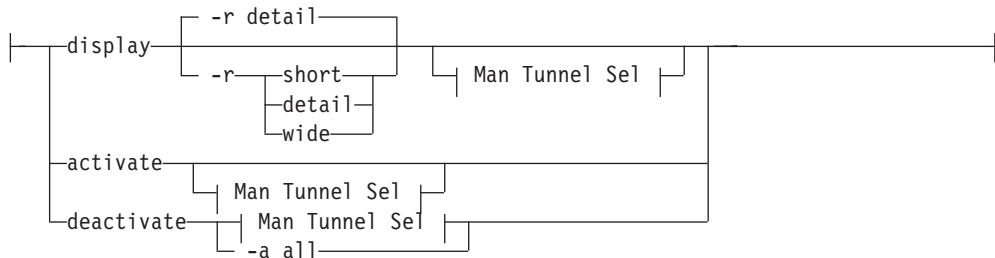 -r detail
display
-r short Man Tunnel Sel
detail
wide
activate
Man Tunnel Sel
deactivate Man Tunnel Sel
-a all